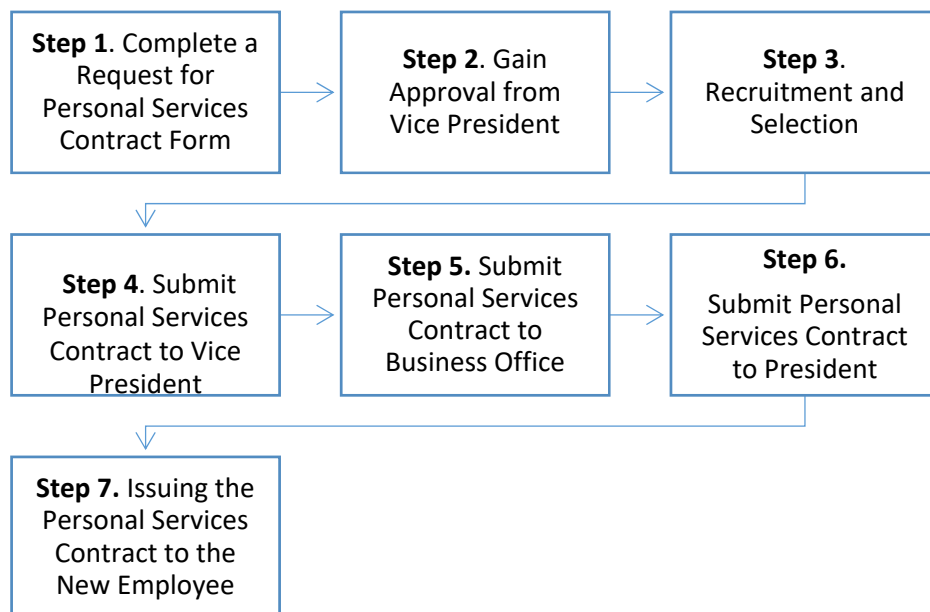 Step 1. Complete a
Request for
Personal Services
Contract Form
Step 2. Gain
Approval from
Vice President
Step 3.
Recruitment and
Selection
Step 4. Submit
Personal Services
Contract to Vice
President
Step 5. Submit
Personal Services
Contract to
Business Office
Step 6.
Submit Personal
Services Contract
to President
Step 7. Issuing the
Personal Services
Contract to the
New Employee